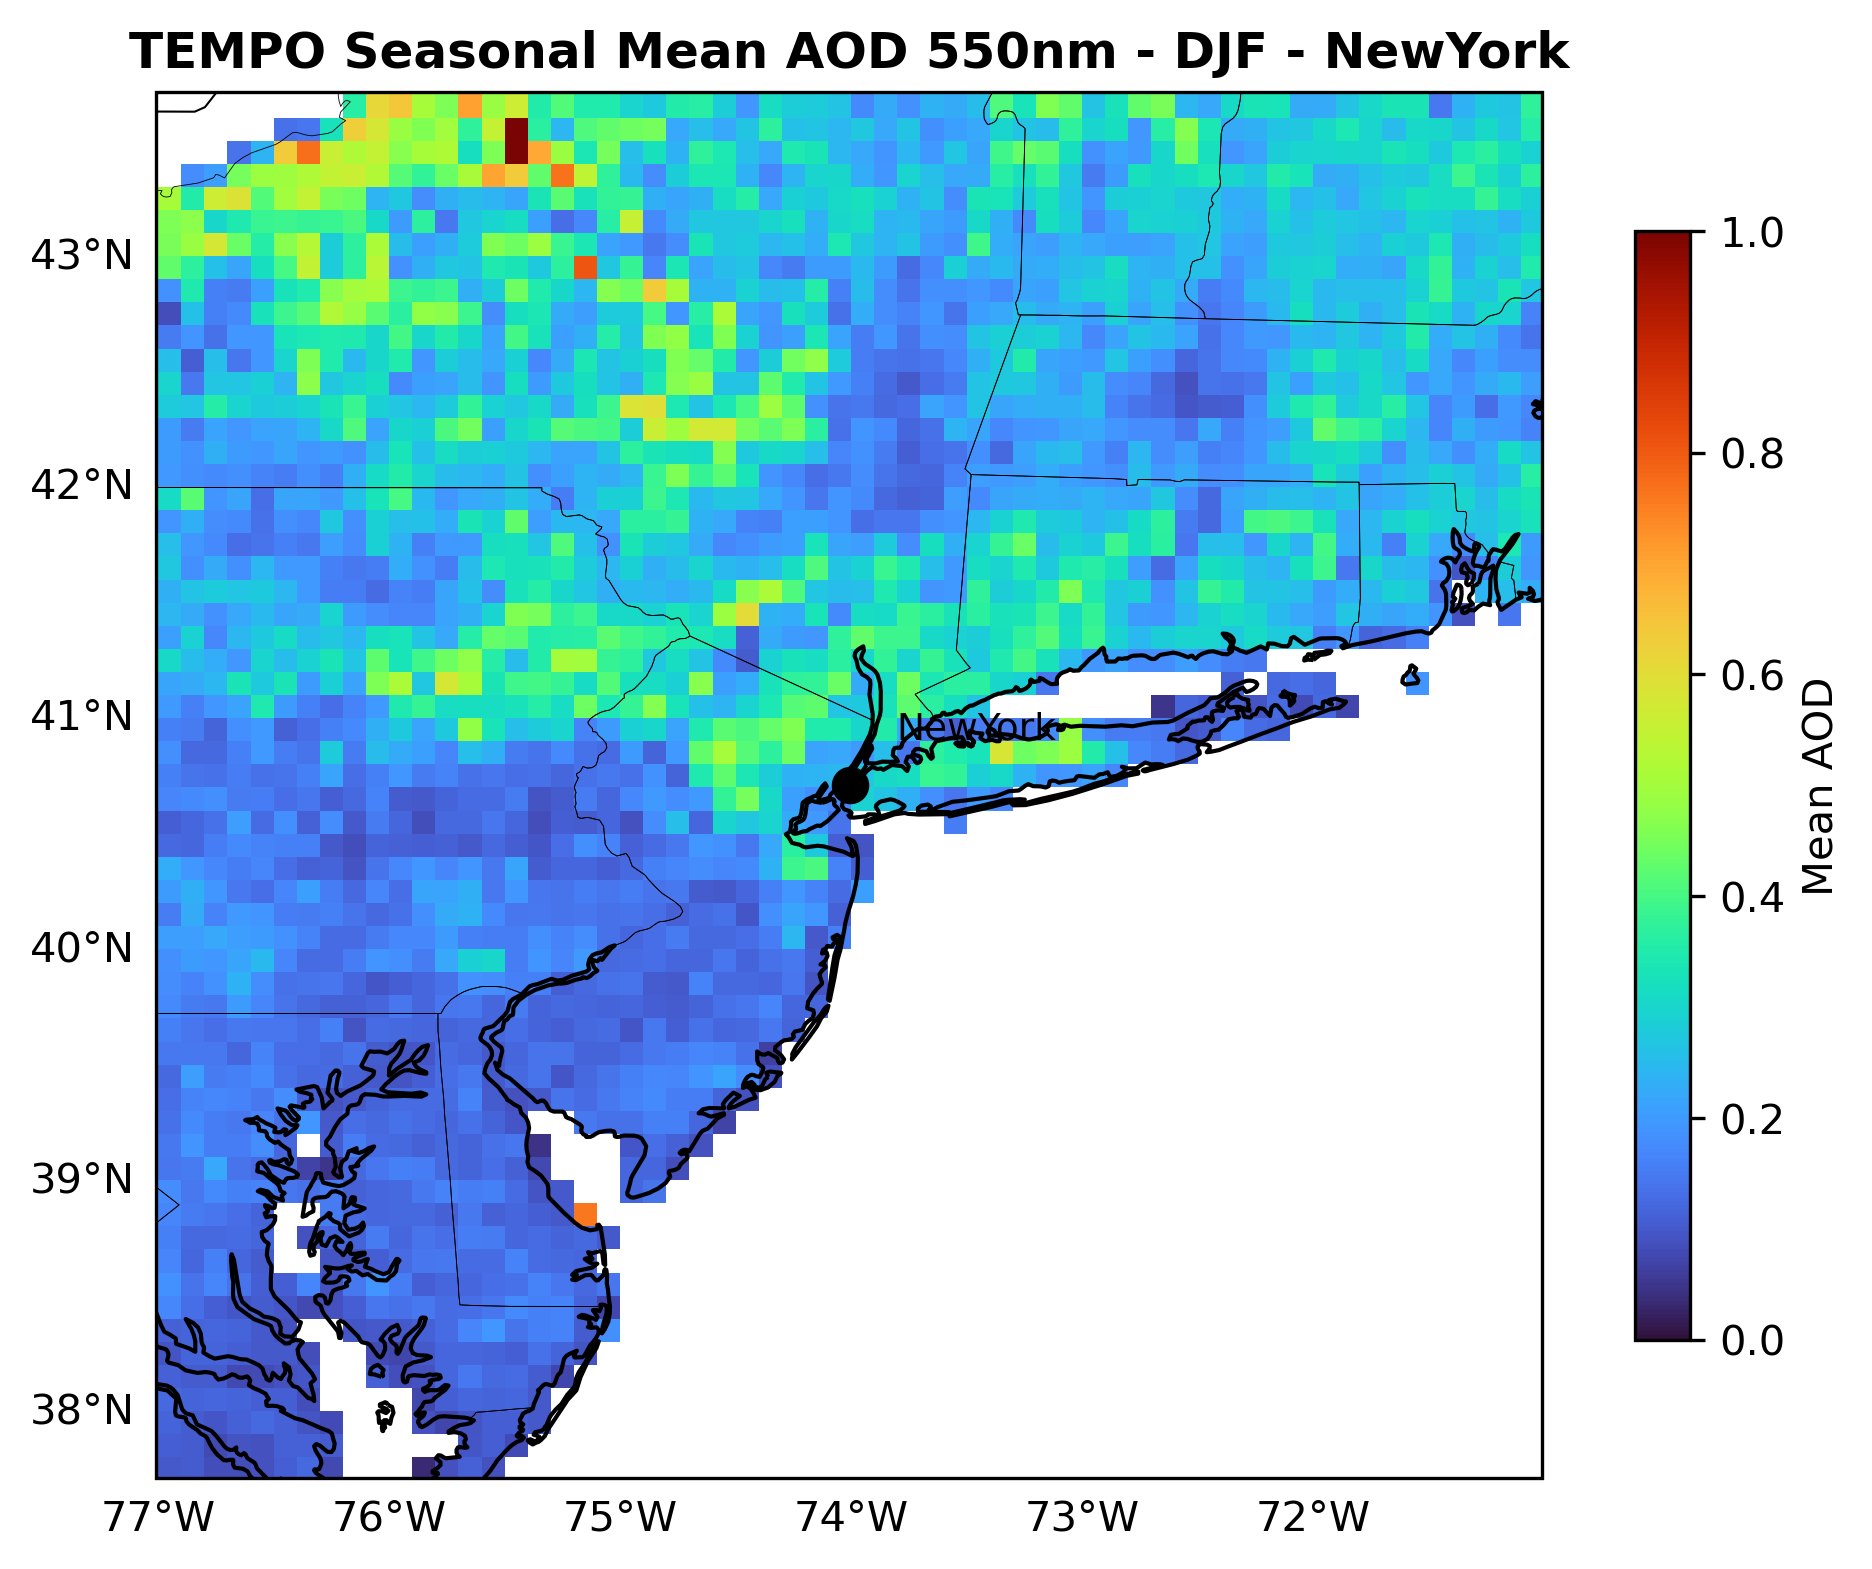 TEMPO Seasonal Mean AOD 550nm - DJF - NewYork
43°N
42°N
41°N
40°N
39°N
38°N
77°W
76°W
75°W
74°W
73°W
72°W
NewYork
1.0
0.8
0.6
0.4
0.2
0.0
Mean AOD